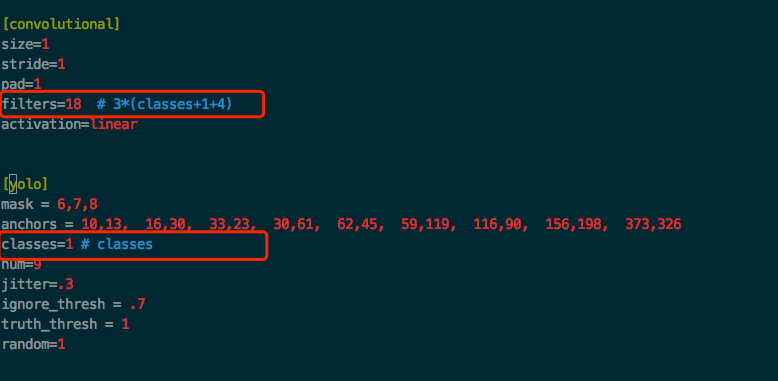 [convolutional]
size=1
stride=1
pad=1
filters=18  # 3*(classes+1+4)
activation=linear
[yolo]
mask = 6,7,8
anchors = 10,13,  16,30,  33,23,  30,61,  62,45,  59,119,  116,90,  156,198,  373,326
classes=1 # classes
num=9
jitter=.3
ignore_thresh = .7
truth_thresh = 1
random=1